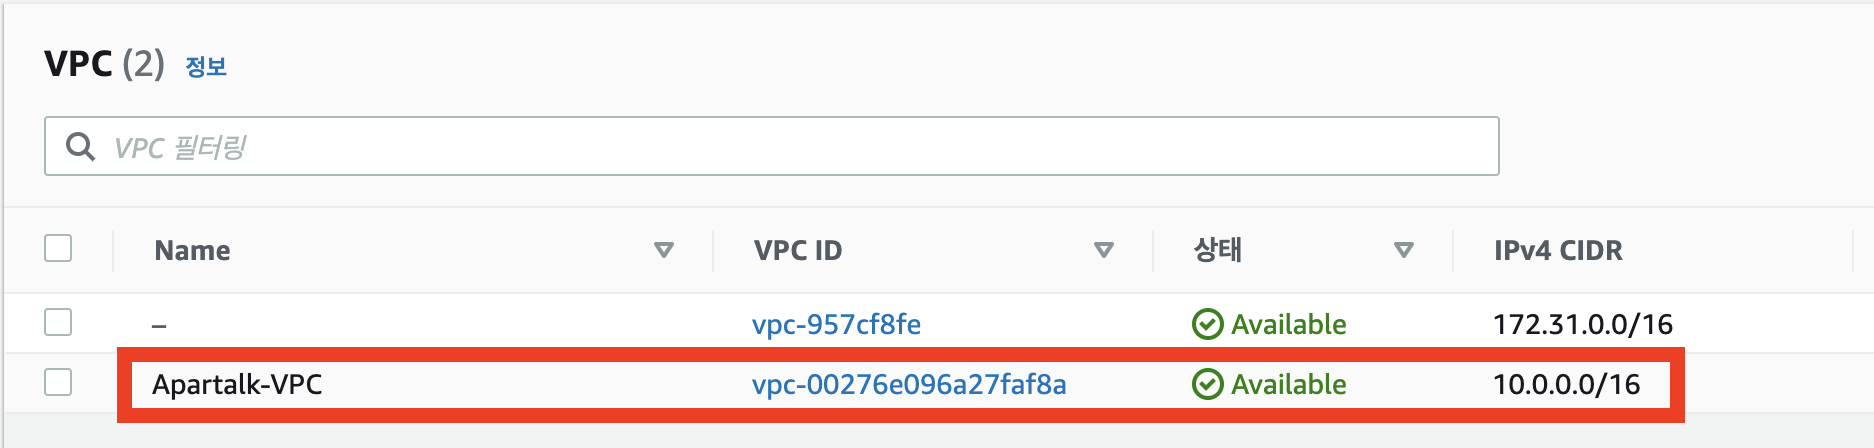 VPC (2) 정보
VPC 필터링
Name VPC ID 상태 IPv4 CIDR
– vpc-957cf8fe Available 172.31.0.0/16
Apartalk-VPC vpc-00276e096a27faf8a Available 10.0.0.0/16